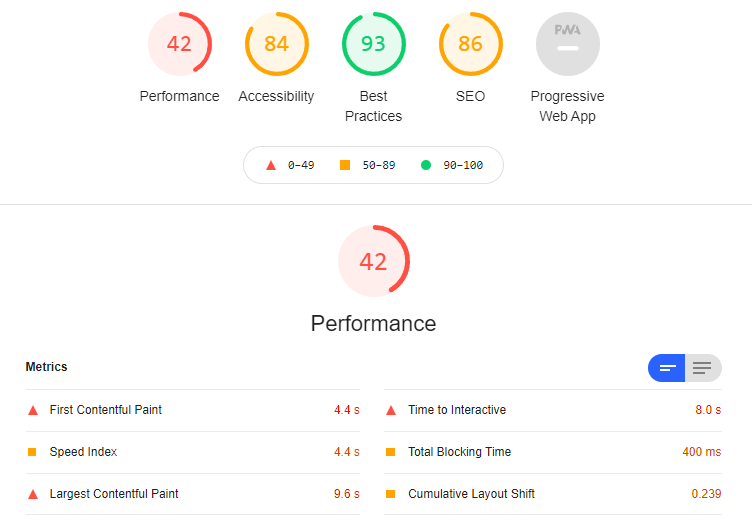 42 84 93 86 PWA
Performance Accessibility Best SEO Progressive
Practices Web App
0–49 50–89 90–100
42
Performance
Metrics
First Contentful Paint 4.4 s Time to Interactive 8.0 s
Speed Index 4.4 s Total Blocking Time 400 ms
Largest Contentful Paint 9.6 s Cumulative Layout Shift 0.239